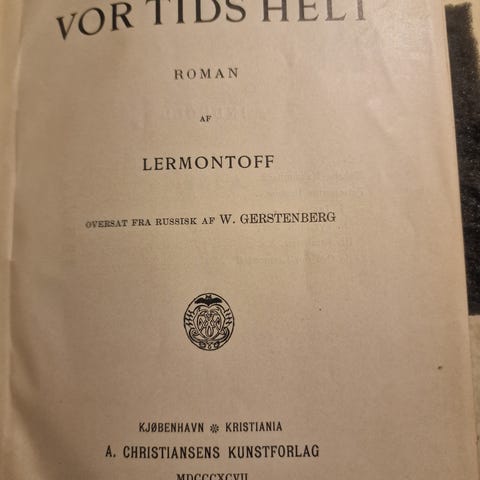 VOR TIDS HELT
ROMAN
AF
LERMONTOFF
OVERSAT FRA RUSSISK AF W. GERSTENBERG
KJØBENHAVN ❋ KRISTIANIA
A. CHRISTIANSENS KUNSTFORLAG
MDCCCXCVII